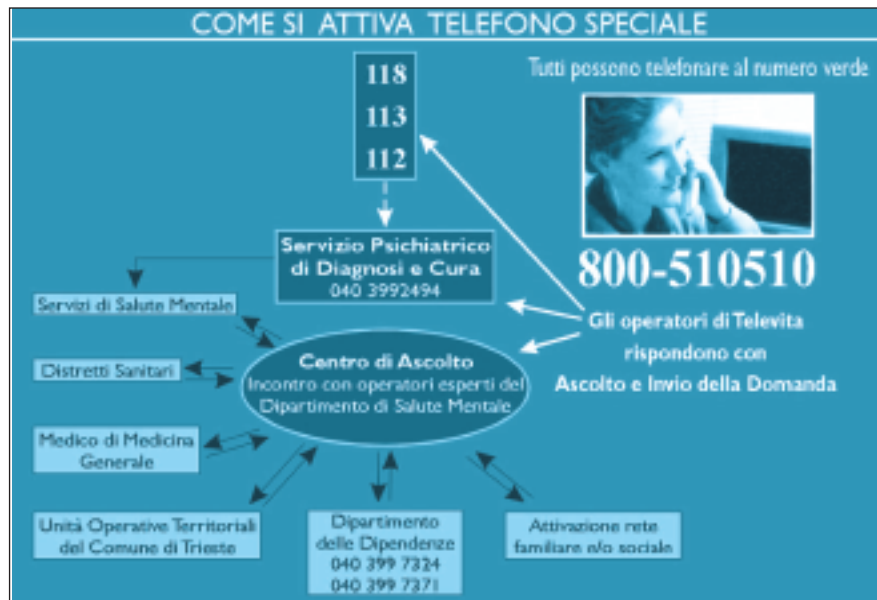 COME SI ATTIVA TELEFONO SPECIALE
118
113
112
Tutti possono telefonare al numero verde
800-510510
Gli operatori di Televita
rispondono con
Ascolto e Invio della Domanda
Servizio Psichiatrico
di Diagnosi e Cura
040 3992494
Servizi di Salute Mentale
Centro di Ascolto
Incontro con operatori esperti del
Dipartimento di Salute Mentale
Distretti Sanitari
Medico di Medicina
Generale
Unità Operative Territoriali
del Comune di Trieste
Dipartimento
delle Dipendenze
040 399 7324
040 399 7371
Attivazione rete
familiare e/o sociale